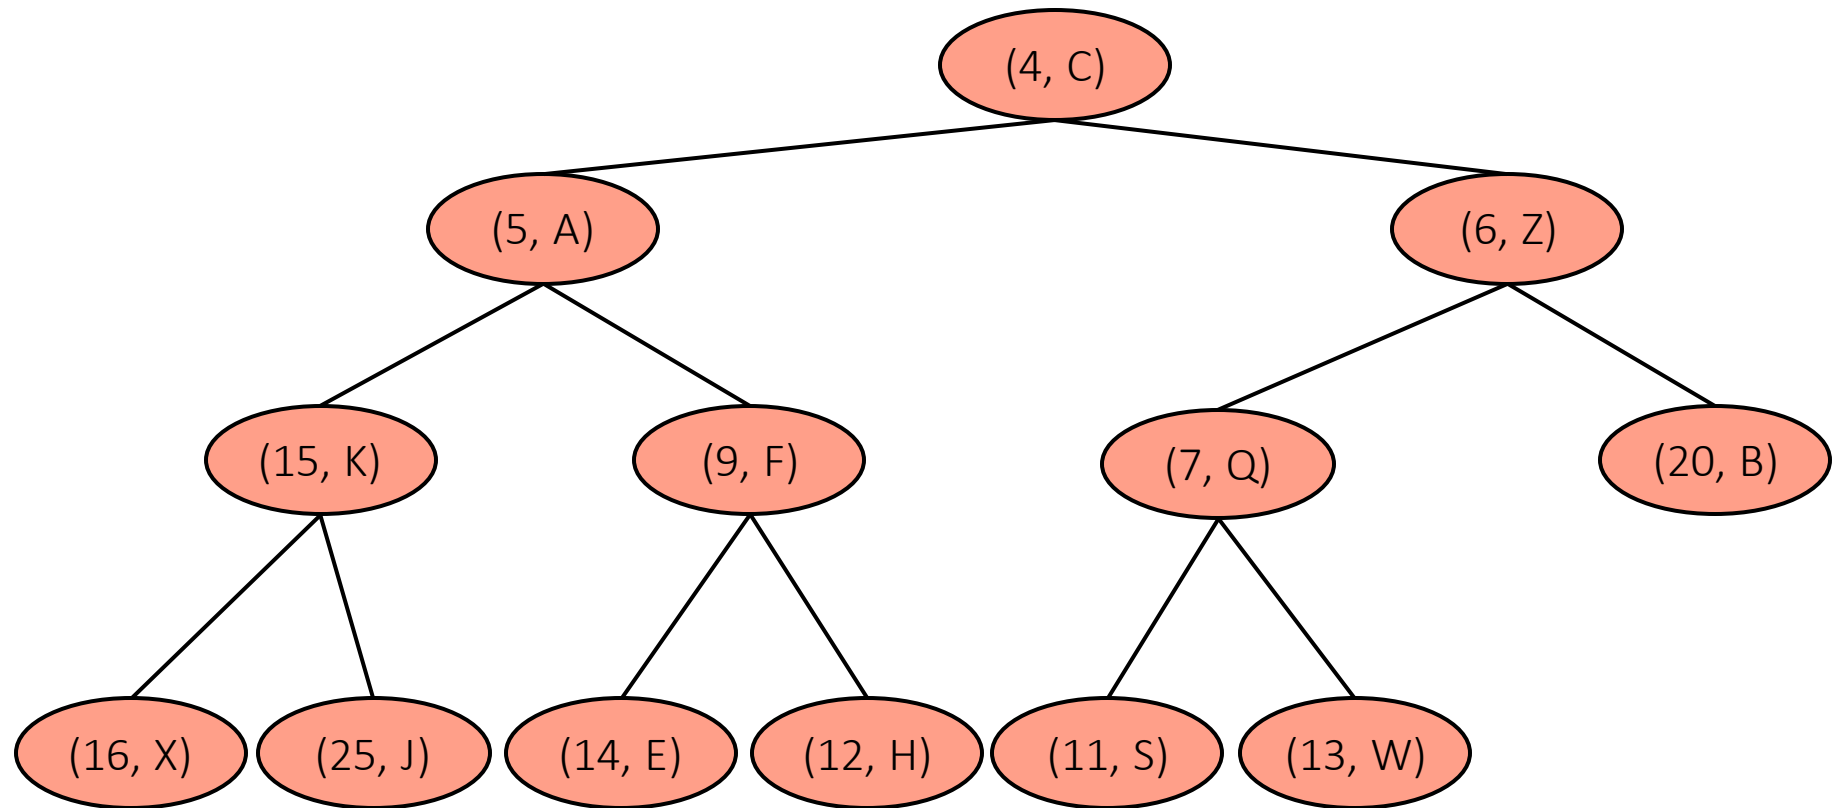 (4, C)
(5, A)
(6, Z)
(15, K)
(9, F)
(7, Q)
(20, B)
(16, X)
(25, J)
(14, E)
(12, H)
(11, S)
(13, W)